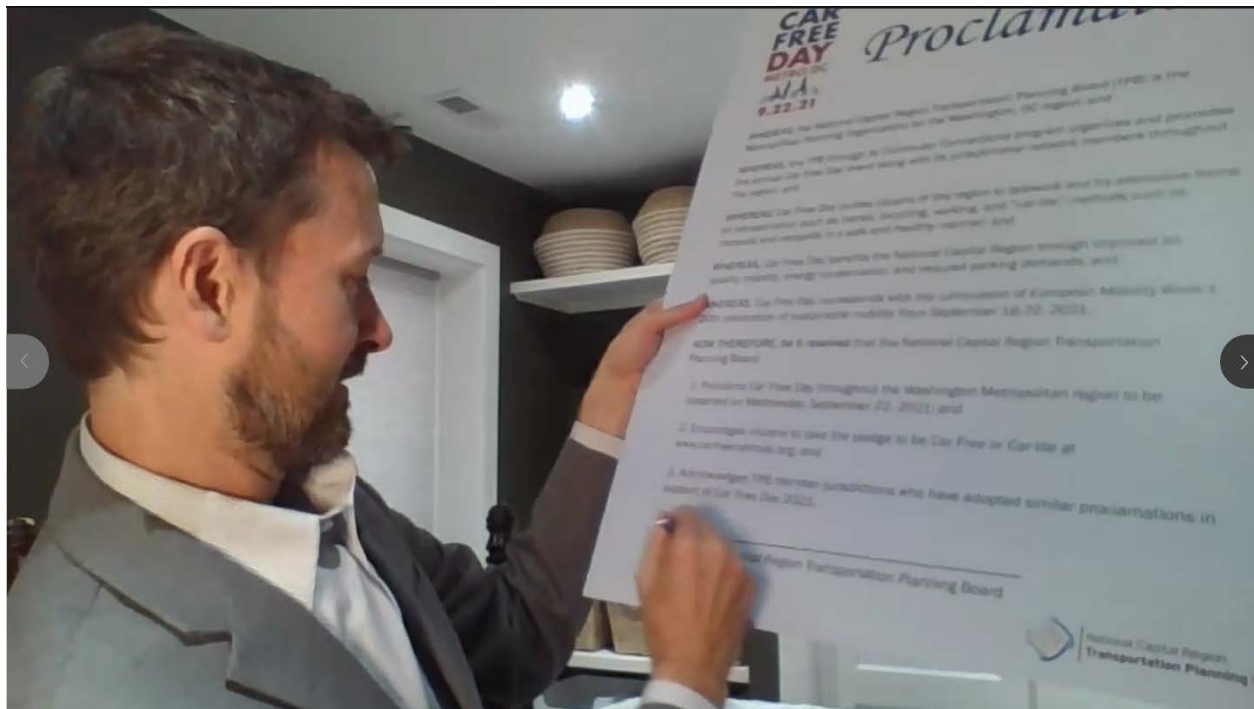 CAR
FREE
DAY
METRO DC
9.22.21
Proclama
WHEREAS, the National Capital Region Transportation Planning Board (TPB) is the
Metropolitan Planning Organization for the Washington, DC region; and
WHEREAS, the TPB through its Commuter Connections program organizes and promotes
the annual Car Free Day event along with its jurisdictional network members throughout
the region; and
WHEREAS, Car Free Day invites citizens of the region to telework and try alternative forms
of transportation such as transit, bicycling, walking, and "car-lite" methods
in a safe and healthy manner; and
WHEREAS, Car Free Day benefits the National Capital Region through improved air
quality, mobility, energy conservation, and reduced parking demands; and
WHEREAS, Car Free Day corresponds with the culmination of European Mobility Week a
celebration of sustainable mobility from September 16-22, 2021.
NOW THEREFORE, be it resolved that the National Capital Region Transportation
Planning Board:
1. Proclaims Car Free Day throughout the Washington Metropolitan region to be
observed on Wednesday, September 22, 2021; and
2. Encourages citizens to take the pledge to be Car Free or Car-lite at
www.carfreemetrodc.org; and
3. Acknowledges TPB member jurisdictions who have adopted similar proclamations in
support of Car Free Day 2021.
Region Transportation Planning Board
National Capital Region
Transportation Planning